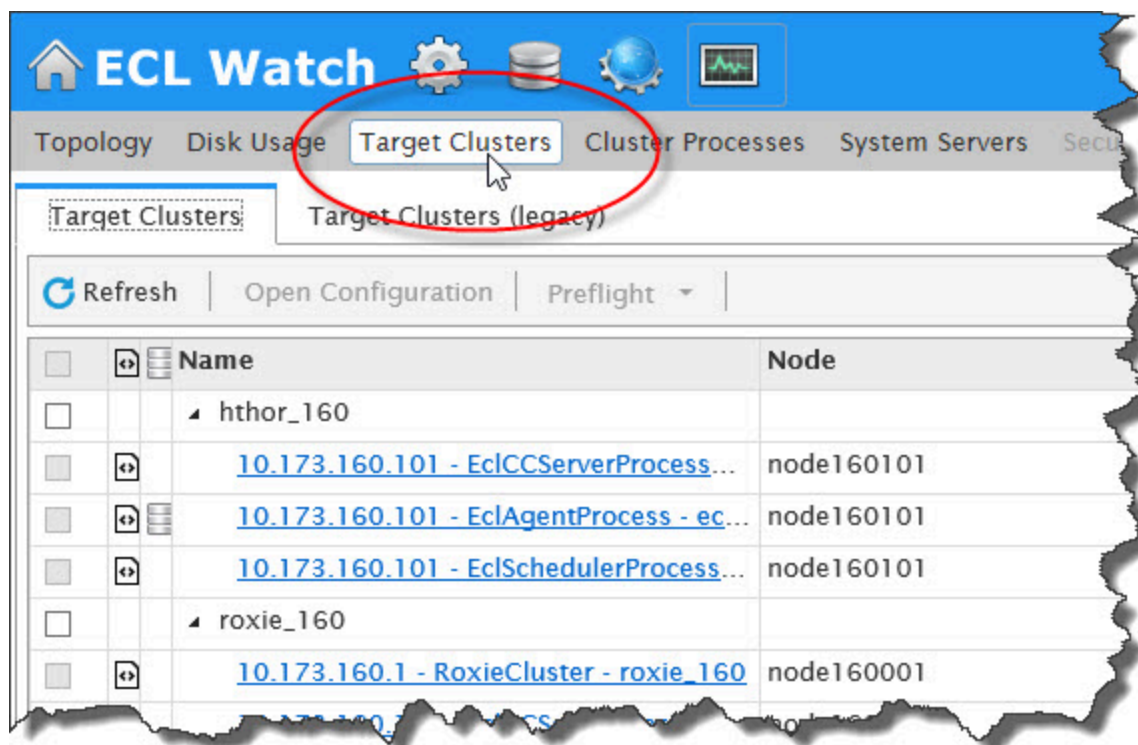 ECL Watch
Topology Disk Usage Target Clusters Cluster Processes System Servers Secu
Target Clusters Target Clusters (legacy)
Refresh Open Configuration Preflight
Name Node
hthor_160
10.173.160.101 - EclCCServerProcess... node160101
10.173.160.101 - EclAgentProcess - ec... node160101
10.173.160.101 - EclSchedulerProcess... node160101
roxie_160
10.173.160.1 - RoxieCluster - roxie_160 node160001